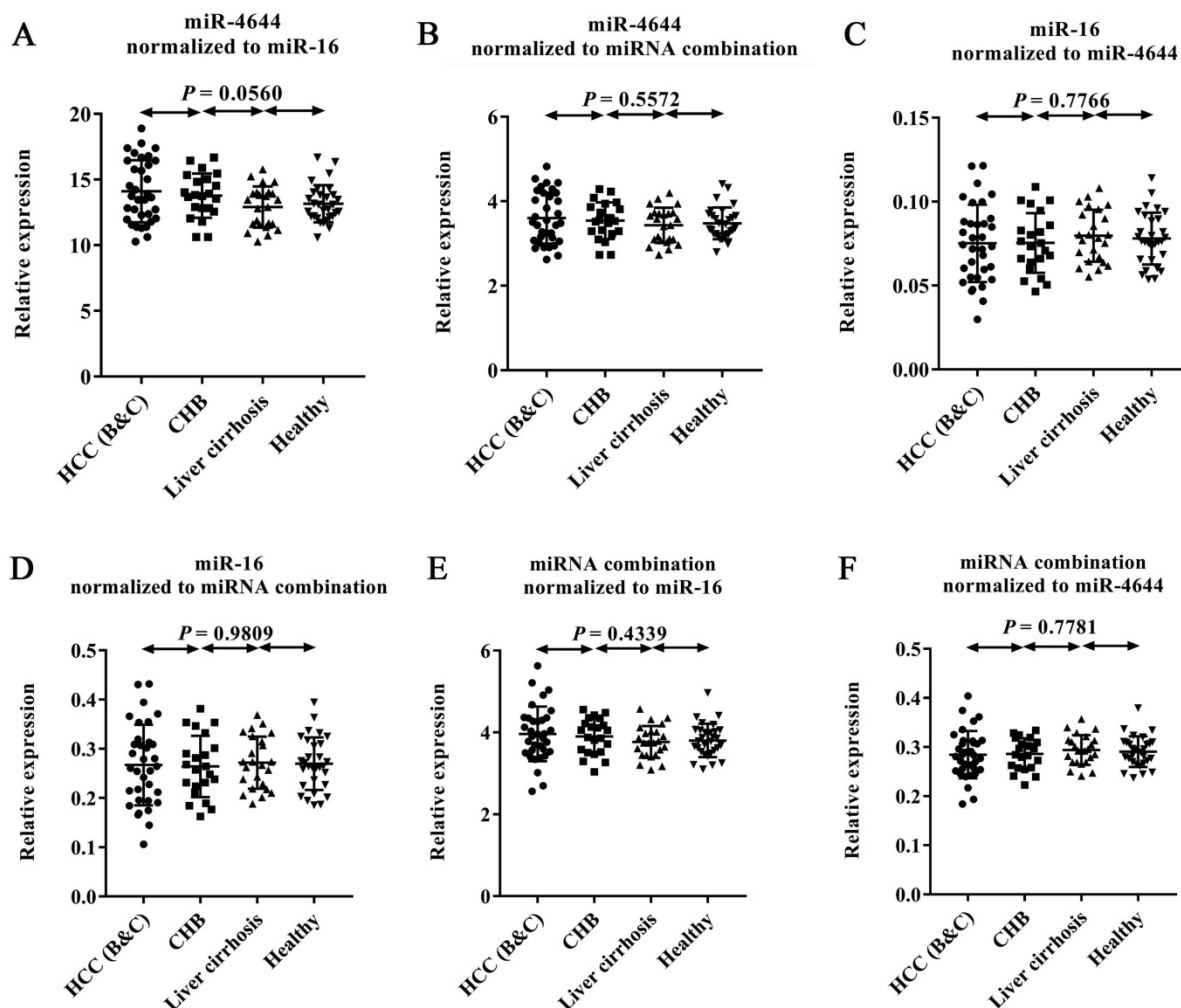 A
miR-4644
normalized to miR-16
P = 0.0560
20
15
10
5
0
Relative expression
HCC (B&C)
CHB
Liver cirrhosis
Healthy
B
miR-4644
normalized to miRNA combination
P = 0.5572
6
4
2
0
Relative expression
HCC (B&C)
CHB
Liver cirrhosis
Healthy
C
miR-16
normalized to miR-4644
P = 0.7766
0.15
0.10
0.05
0.00
Relative expression
HCC (B&C)
CHB
Liver cirrhosis
Healthy
D
miR-16
normalized to miRNA combination
P = 0.9809
0.5
0.4
0.3
0.2
0.1
0.0
Relative expression
HCC (B&C)
CHB
Liver cirrhosis
Healthy
E
miRNA combination
normalized to miR-16
P = 0.4339
6
4
2
0
Relative expression
HCC (B&C)
CHB
Liver cirrhosis
Healthy
F
miRNA combination
normalized to miR-4644
P = 0.7781
0.5
0.4
0.3
0.2
0.1
0.0
Relative expression
HCC (B&C)
CHB
Liver cirrhosis
Healthy